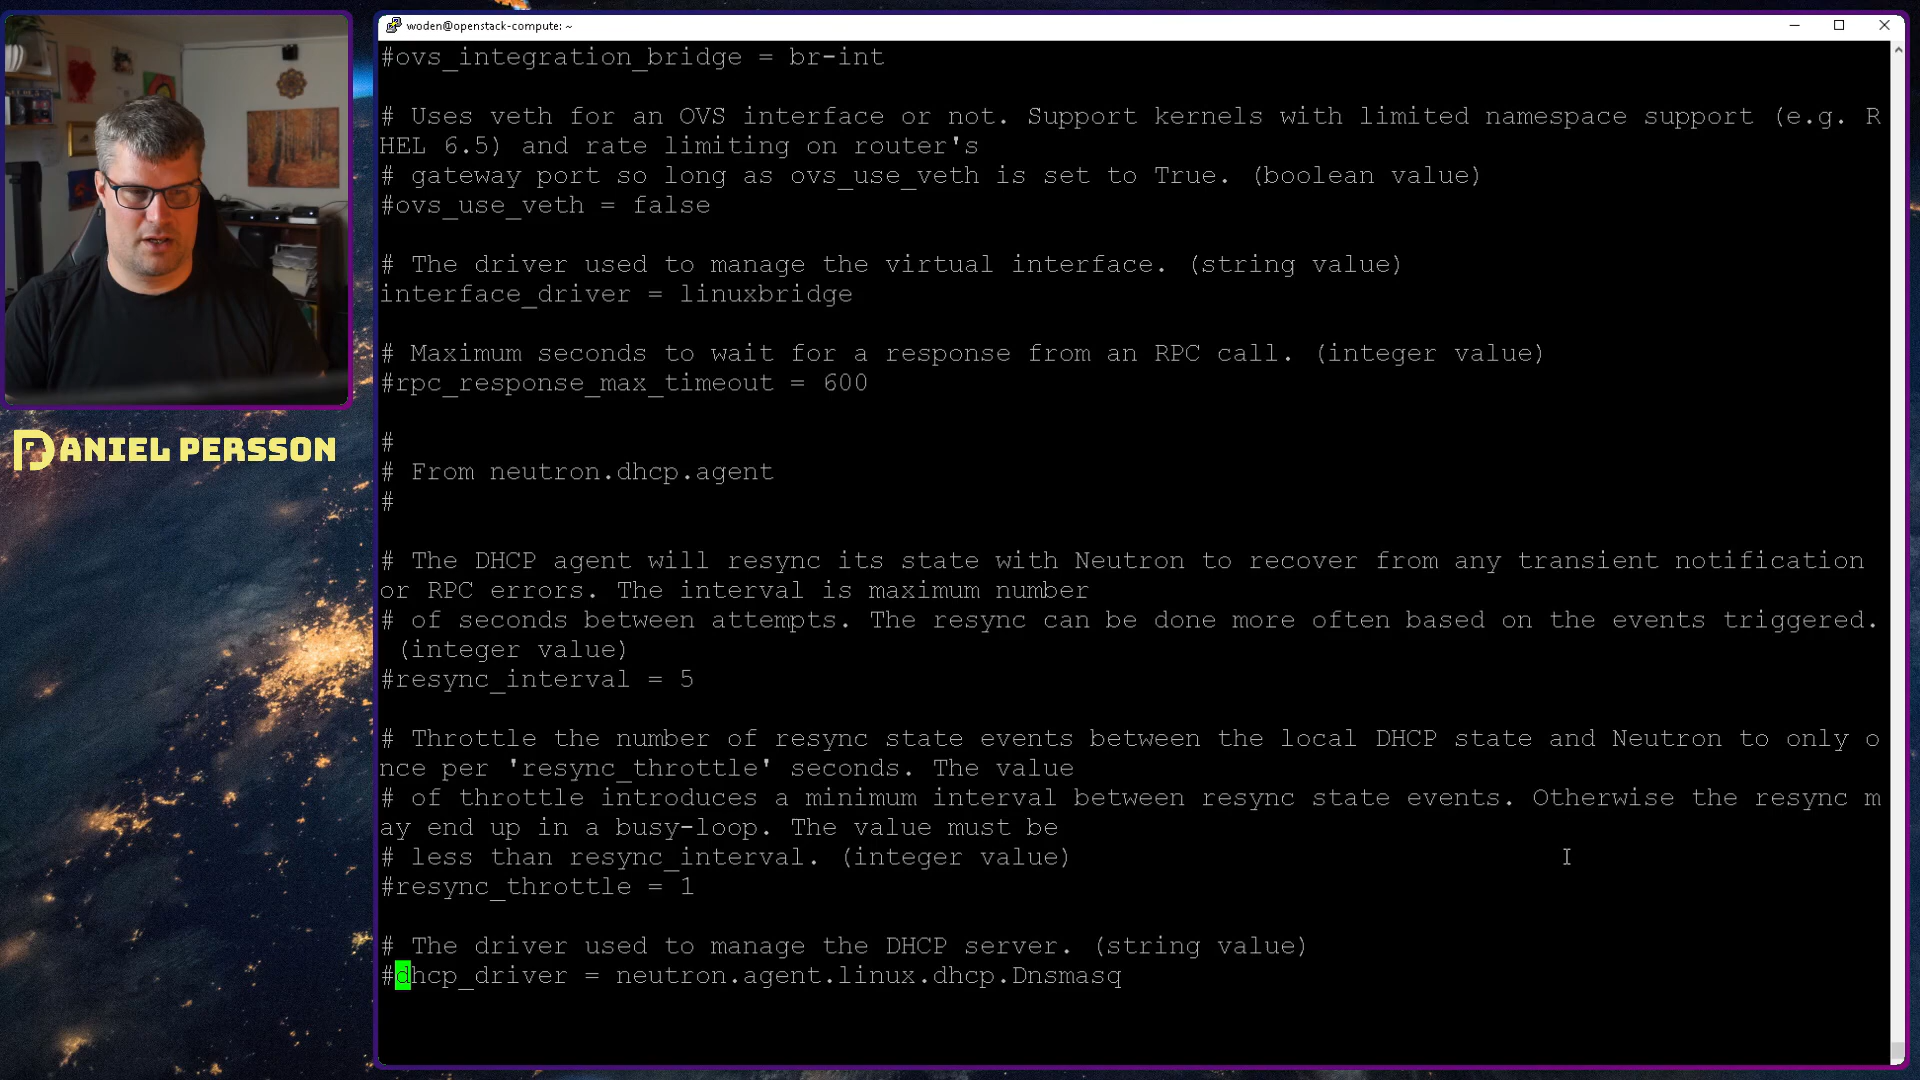 woden@openstack-compute: ~
#ovs_integration_bridge = br-int
# Uses veth for an OVS interface or not. Support kernels with limited namespace support (e.g. R
HEL 6.5) and rate limiting on router's
# gateway port so long as ovs_use_veth is set to True. (boolean value)
#ovs_use_veth = false
# The driver used to manage the virtual interface. (string value)
interface_driver = linuxbridge
# Maximum seconds to wait for a response from an RPC call. (integer value)
#rpc_response_max_timeout = 600
#
# From neutron.dhcp.agent
#
# The DHCP agent will resync its state with Neutron to recover from any transient notification
or RPC errors. The interval is maximum number
# of seconds between attempts. The resync can be done more often based on the events triggered.
(integer value)
#resync_interval = 5
# Throttle the number of resync state events between the local DHCP state and Neutron to only o
nce per 'resync_throttle' seconds. The value
# of throttle introduces a minimum interval between resync state events. Otherwise the resync m
ay end up in a busy-loop. The value must be
# less than resync_interval. (integer value)
#resync_throttle = 1
# The driver used to manage the DHCP server. (string value)
#dhcp_driver = neutron.agent.linux.dhcp.Dnsmasq
DANIEL PERSSON